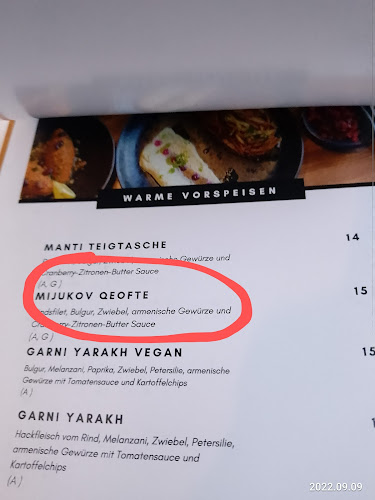 WARME VORSPEISEN
MANTI TEIGTASCHE 14
Gewürze und
Cranberry-Zitronen-Butter Sauce
(A, G)
MIJUKOV QEOFTE 15
Bulgur, Zwiebel, armenische Gewürze und
Cranberry-Zitronen-Butter Sauce
(A, G)
GARNI YARAKH VEGAN
Bulgur, Melanzani, Paprika, Zwiebel, Petersilie, armenische
Gewürze mit Tomatensauce und Kartoffelchips
(A)
GARNI YARAKH
Hackfleisch vom Rind, Melanzani, Zwiebel, Petersilie,
armenische Gewürze mit Tomatensauce und
Kartoffelchips
(A)
2022.09.09